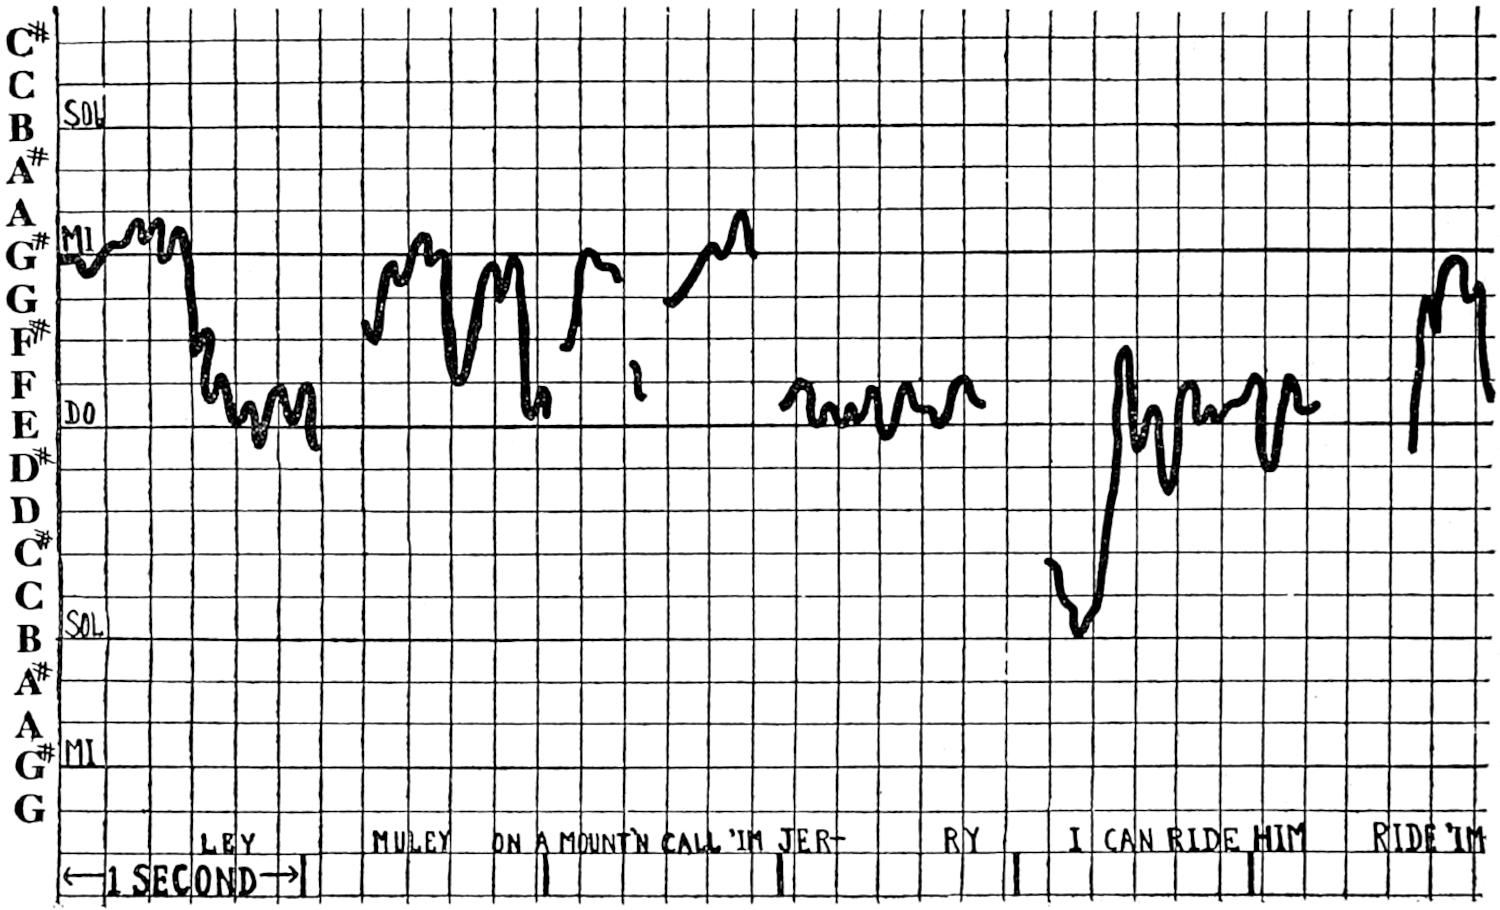 C#
C
SOL
B
A#
A
MI
G#
G
F#
F
DO
E
D#
D
C#
C
SOL
B
A#
A
MI
G#
G
LEY MULEY ON A MOUNT'N CALL 'IM JER- RY I CAN RIDE HIM RIDE 'IM
1 SECOND